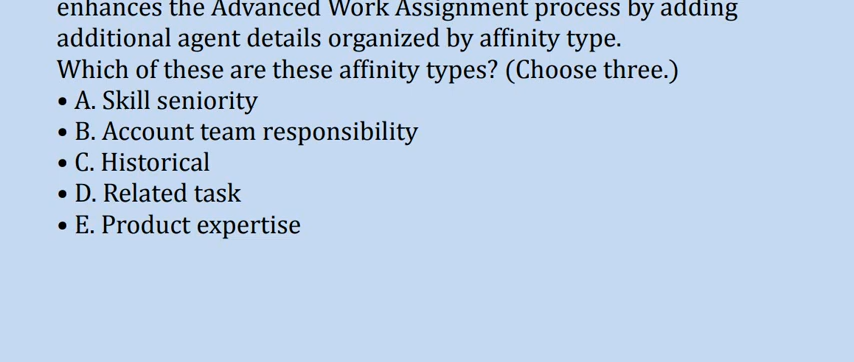 enhances the Advanced Work Assignment process by adding
additional agent details organized by affinity type.
Which of these are these affinity types? (Choose three.)
• A. Skill seniority
• B. Account team responsibility
• C. Historical
• D. Related task
• E. Product expertise